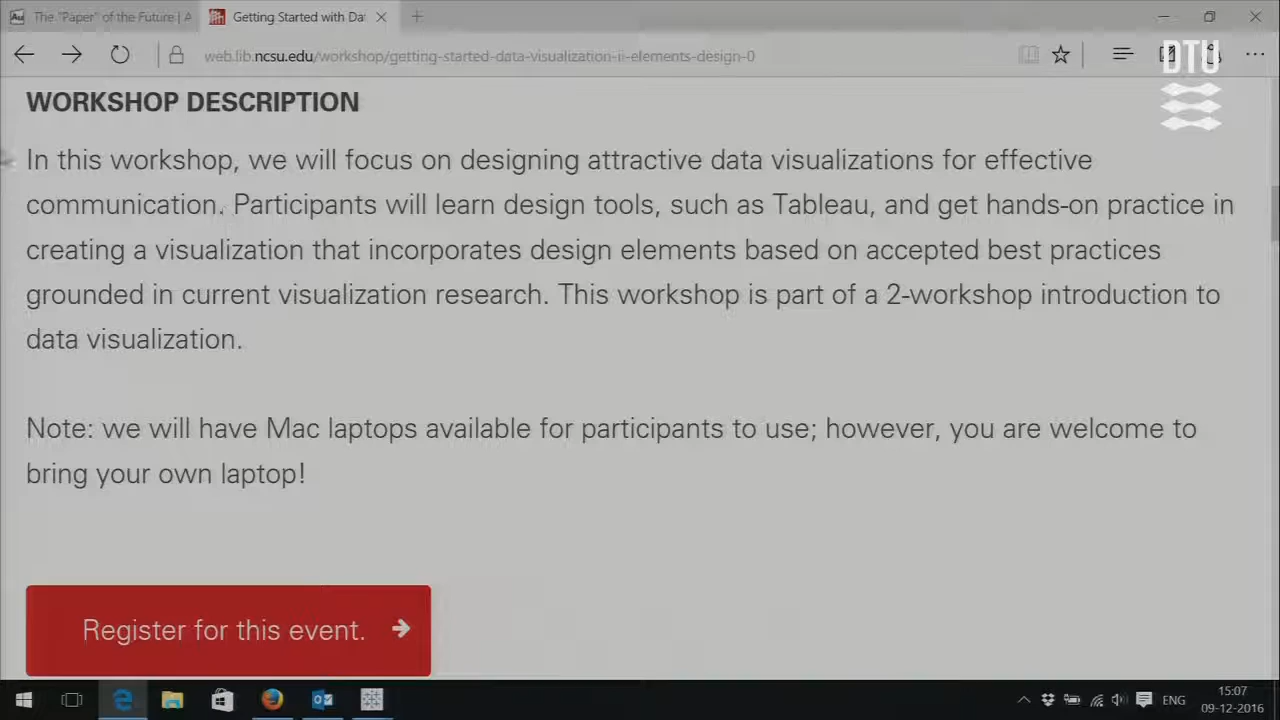 The "Paper" of the Future | A
Getting Started with Dat
web.lib.ncsu.edu/workshop/getting-started-data-visualization-ii-elements-design-0
DTU
WORKSHOP DESCRIPTION
In this workshop, we will focus on designing attractive data visualizations for effective
communication. Participants will learn design tools, such as Tableau, and get hands-on practice in
creating a visualization that incorporates design elements based on accepted best practices
grounded in current visualization research. This workshop is part of a 2-workshop introduction to
data visualization.
Note: we will have Mac laptops available for participants to use; however, you are welcome to
bring your own laptop!
Register for this event.
ENG
15:07
09-12-2016